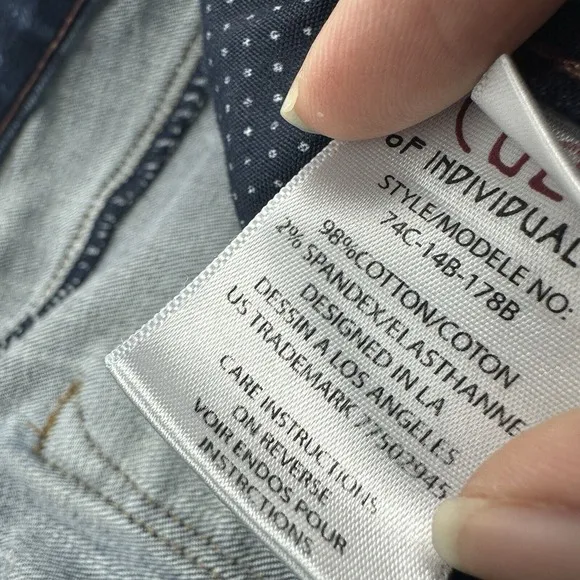 OF INDIVIDUAL
STYLE/MODELE NO:
74C-14B-178B
98%COTTON/COTON
2% SPANDEX/ELASTHANNE
DESIGNED IN LA
DESSIN A LOS ANGELES
US TRADEMARK 77502945
CARE INSTRUCTIONS
ON REVERSE
VOIR ENDOS POUR
INSTRCTIONS